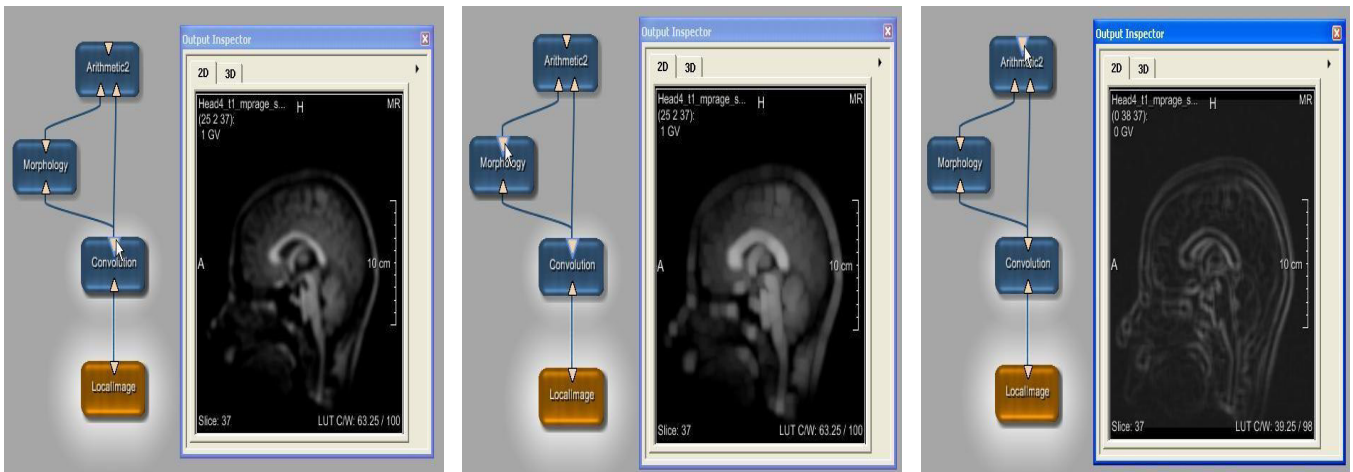 Arithmetic2
Morphology
Convolution
LocalImage
Output Inspector
2D 3D
Head4_t1_mprage_s... H MR
(25 2 37):
1 GV
A
10 cm
Slice: 37 LUT C/W: 63.25 / 100
Arithmetic2
Morphology
Convolution
LocalImage
Output Inspector
2D 3D
Head4_t1_mprage_s... H MR
(25 2 37):
1 GV
A
10 cm
Slice: 37 LUT C/W: 63.25 / 100
Arithmetic2
Morphology
Convolution
LocalImage
Output Inspector
2D 3D
Head4_t1_mprage_s... H MR
(0 38 37):
0 GV
A
10 cm
Slice: 37 LUT C/W: 39.25 / 98